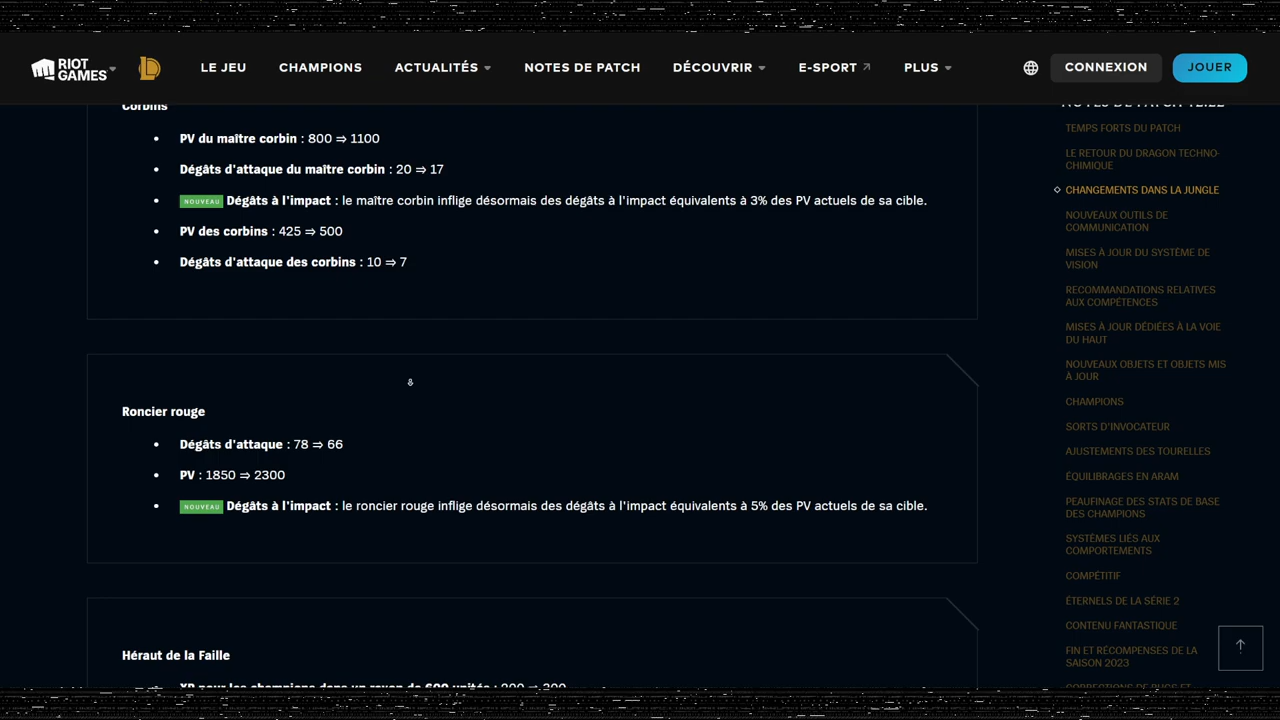 RIOT GAMES
LE JEU
CHAMPIONS
ACTUALITÉS
NOTES DE PATCH
DÉCOUVRIR
E-SPORT
PLUS
CONNEXION
JOUER
Corbins
PV du maître corbin : 800 ⇒ 1100
Dégâts d'attaque du maître corbin : 20 ⇒ 17
NOUVEAU Dégâts à l'impact : le maître corbin inflige désormais des dégâts à l'impact équivalents à 3% des PV actuels de sa cible.
PV des corbins : 425 ⇒ 500
Dégâts d'attaque des corbins : 10 ⇒ 7
Roncier rouge
Dégâts d'attaque : 78 ⇒ 66
PV : 1850 ⇒ 2300
NOUVEAU Dégâts à l'impact : le roncier rouge inflige désormais des dégâts à l'impact équivalents à 5% des PV actuels de sa cible.
Héraut de la Faille
NOTES DE PATCH 12.22
TEMPS FORTS DU PATCH
LE RETOUR DU DRAGON TECHNO-
CHIMIQUE
CHANGEMENTS DANS LA JUNGLE
NOUVEAUX OUTILS DE
COMMUNICATION
MISES À JOUR DU SYSTÈME DE
VISION
RECOMMANDATIONS RELATIVES
AUX COMPÉTENCES
MISES À JOUR DÉDIÉES À LA VOIE
DU HAUT
NOUVEAUX OBJETS ET OBJETS MIS
À JOUR
CHAMPIONS
SORTS D'INVOCATEUR
AJUSTEMENTS DES TOURELLES
ÉQUILIBRAGES EN ARAM
PEAUFINAGE DES STATS DE BASE
DES CHAMPIONS
SYSTÈMES LIÉS AUX
COMPORTEMENTS
COMPÉTITIF
ÉTERNELS DE LA SÉRIE 2
CONTENU FANTASTIQUE
FIN ET RÉCOMPENSES DE LA
SAISON 2023